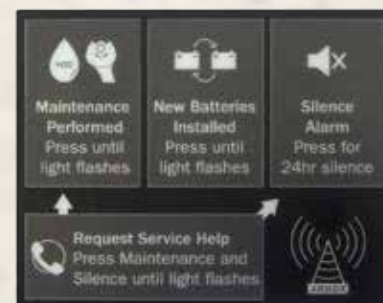 H2O
Maintenance
Performed
Press until
light flashes
New Batteries
Installed
Press until
light flashes
Silence
Alarm
Press for
24hr silence
Request Service Help
Press Maintenance and
Silence until light flashes